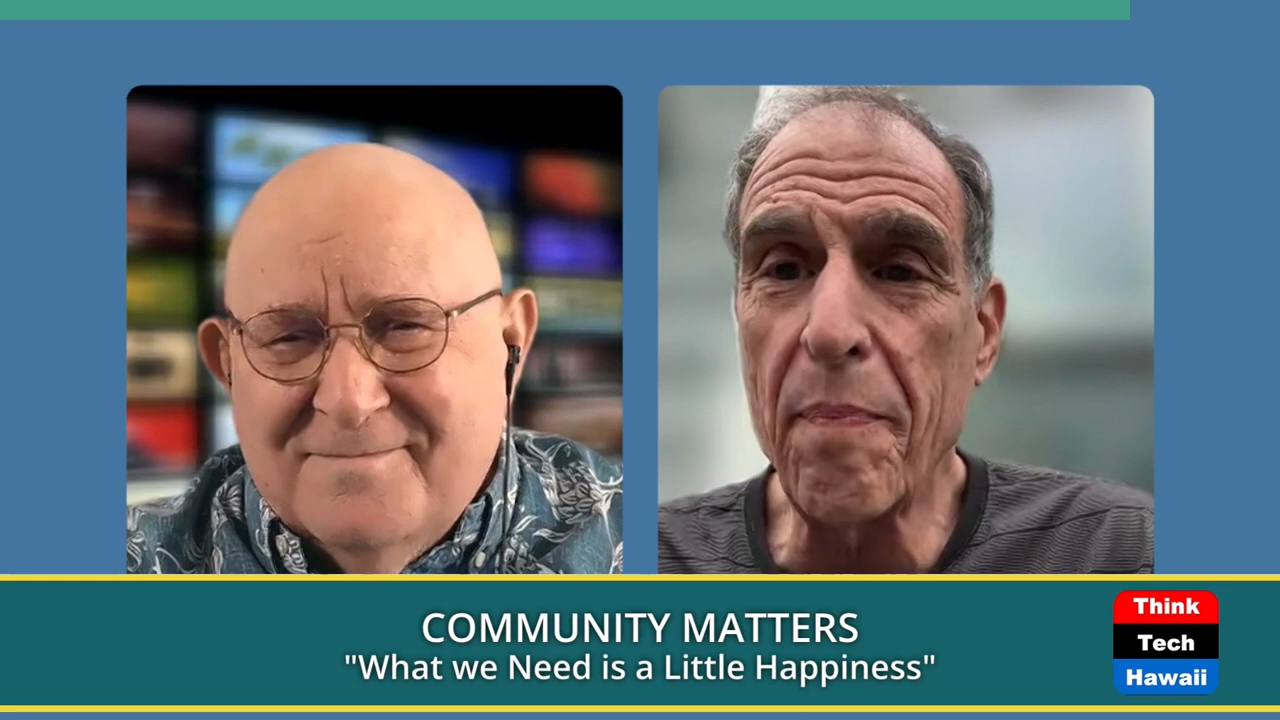 COMMUNITY MATTERS
"What we Need is a Little Happiness"
Think
Tech
Hawaii